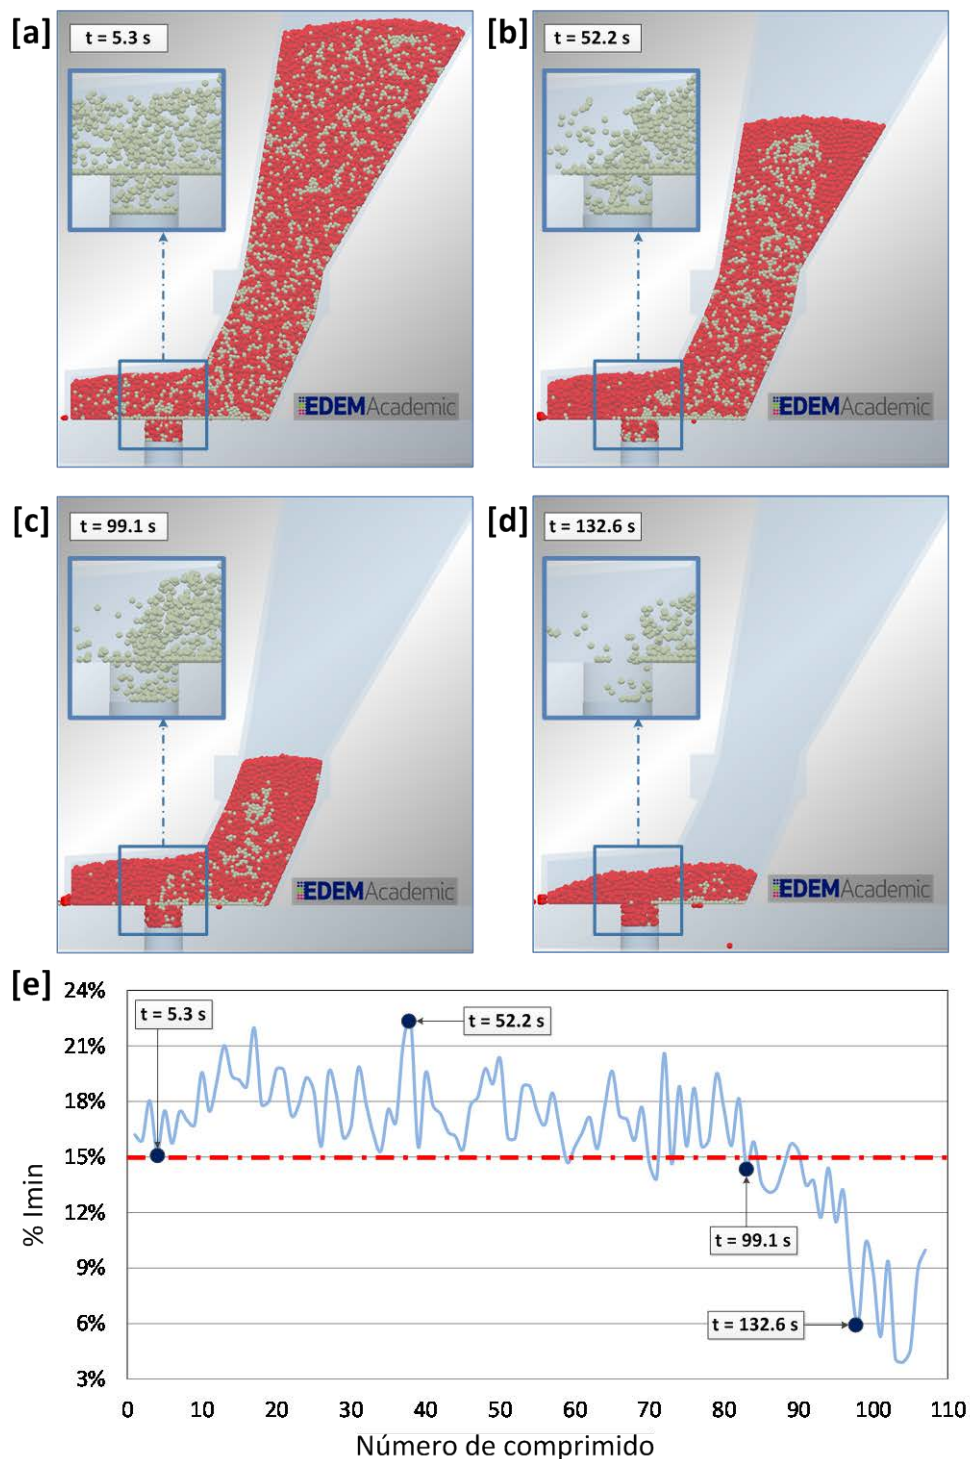 [a]
t = 5.3 s
EDEMAcademic
[b]
t = 52.2 s
EDEMAcademic
[c]
t = 99.1 s
EDEMAcademic
[d]
t = 132.6 s
EDEMAcademic
[e]
24%
21%
18%
15%
12%
9%
6%
3%
% Imin
t = 5.3 s
t = 52.2 s
t = 99.1 s
t = 132.6 s
0 10 20 30 40 50 60 70 80 90 100 110
Número de comprimido